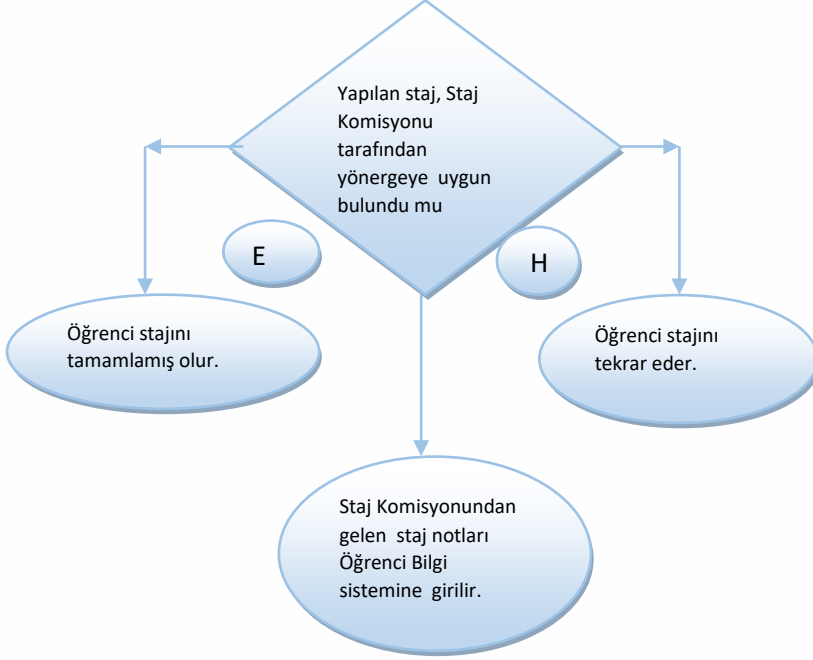 Yapılan staj, Staj
Komisyonu
tarafından
yönergeye uygun
bulundu mu
E
H
Öğrenci stajını
tamamlamış olur.
Öğrenci stajını
tekrar eder.
Staj Komisyonundan
gelen staj notları
Öğrenci Bilgi
sistemine girilir.